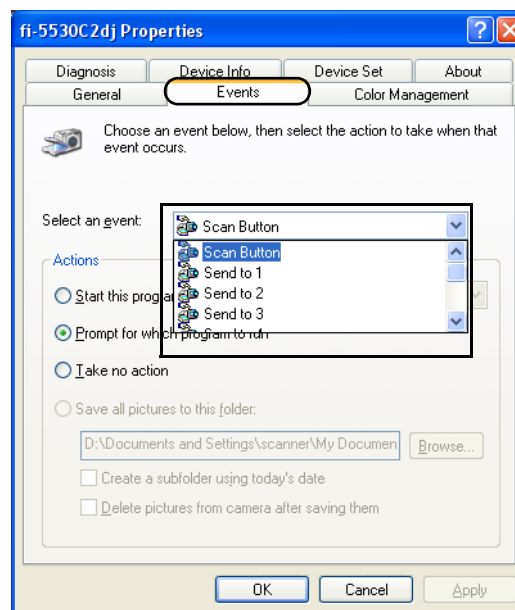 fi-5530C2dj Properties
Diagnosis Device Info Device Set About
General Events Color Management
Choose an event below, then select the action to take when that
event occurs.
Select an event: Scan Button
Scan Button
Actions
Send to 1
Start this program
Send to 2
Send to 3
Prompt for which program to run
Take no action
Save all pictures to this folder:
D:\Documents and Settings\scanner\My Documen Browse...
Create a subfolder using today's date
Delete pictures from camera after saving them
OK Cancel Apply